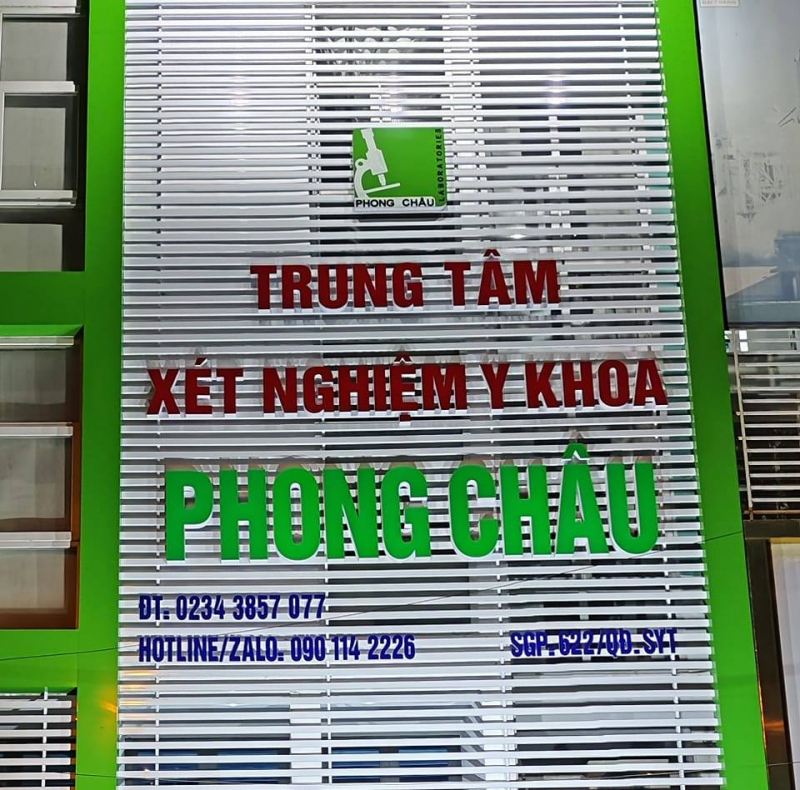 PHONG CHÂU
LABORATORIES
TRUNG TÂM
XÉT NGHIỆM Y KHOA
PHONG CHÂU
ĐT. 0234 3857 077
HOTLINE/ZALO. 090 114 2226
SGP. 622/QĐ.SYT